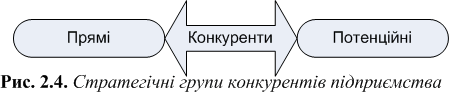 Прямі Конкуренти Потенційні
Рис. 2.4. Стратегічні групи конкурентів підприємства